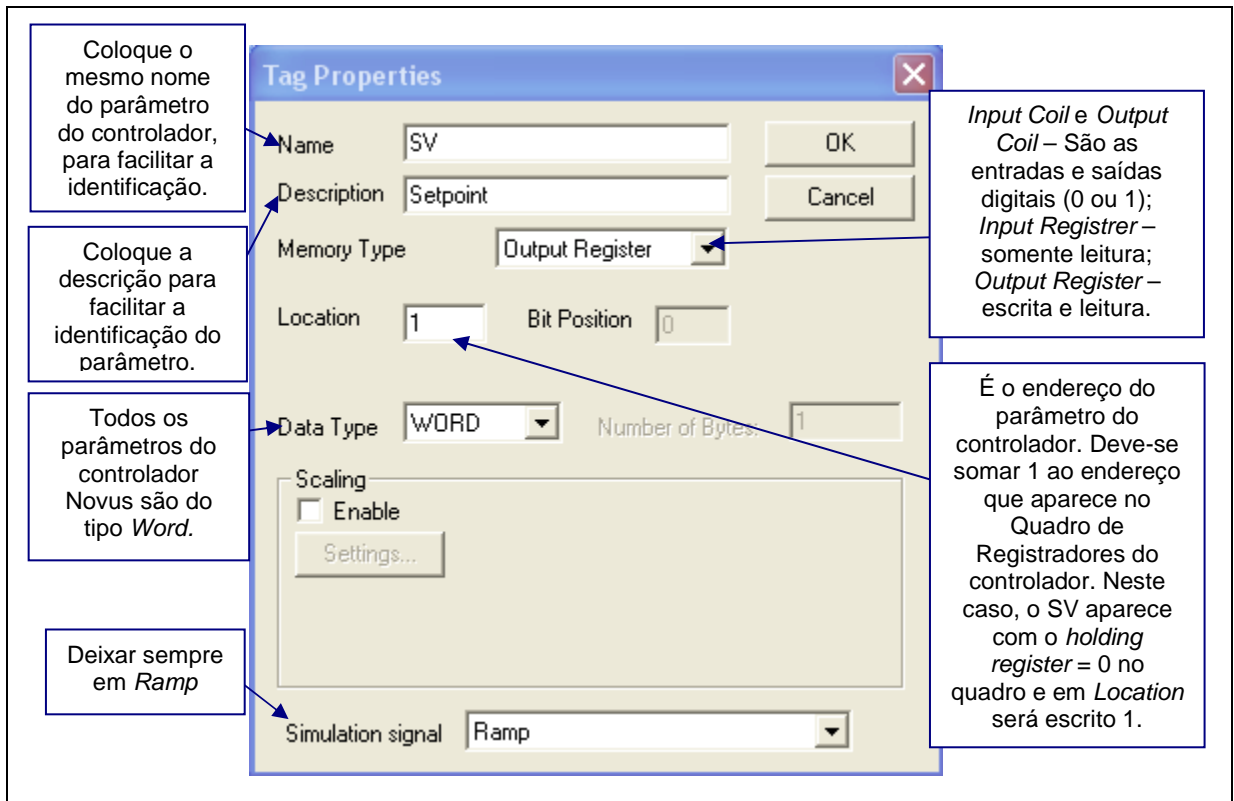 Coloque o
mesmo nome
do parâmetro
do controlador,
para facilitar a
identificação.
Coloque a
descrição para
facilitar a
identificação do
parâmetro.
Todos os
parâmetros do
controlador
Novus são do
tipo Word.
Deixar sempre
em Ramp
Tag Properties
Name
SV
OK
Description
Setpoint
Cancel
Memory Type
Output Register
Location
1
Bit Position
0
Data Type
WORD
Number of Bytes:
1
Scaling
Enable
Settings...
Simulation signal
Ramp
Input Coil e Output
Coil – São as
entradas e saídas
digitais (0 ou 1);
Input Registrer –
somente leitura;
Output Register –
escrita e leitura.
É o endereço do
parâmetro do
controlador. Deve-se
somar 1 ao endereço
que aparece no
Quadro de
Registradores do
controlador. Neste
caso, o SV aparece
com o holding
register = 0 no
quadro e em Location
será escrito 1.